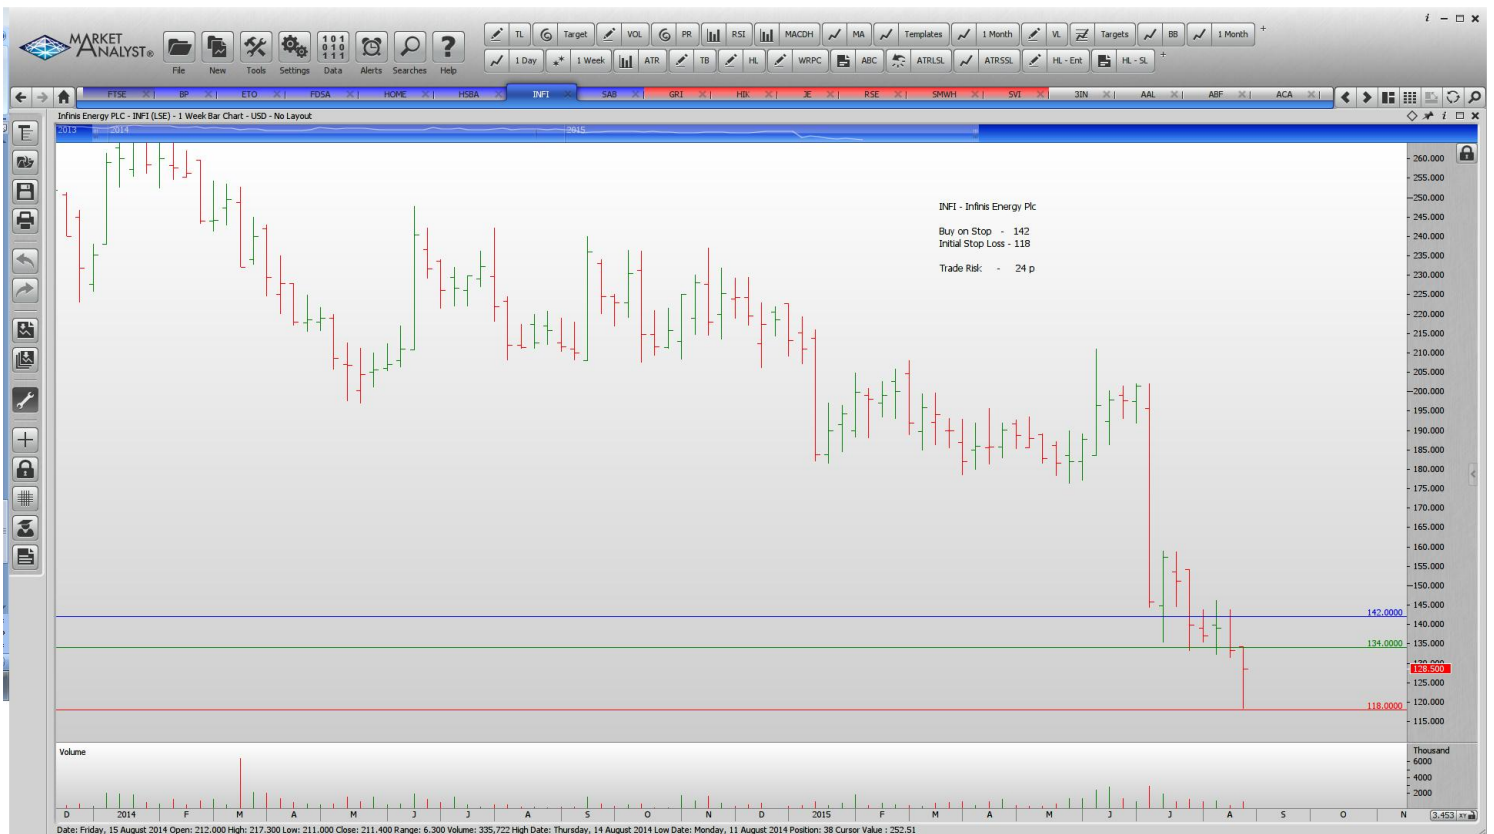 MARKET
ANALYST®
File
New
Tools
Settings
101
010
111
Data
Alerts
Searches
?
Help
TL
Target
VOL
PR
RSI
MACDH
MA
Templates
1 Month
VL
Targets
BB
1 Month
+
1 Day
1 Week
ATR
TB
HL
WRPC
ABC
ATRLSL
ATRSSL
HL - Ent
HL - SL
+
FTSE
BP
ETO
FDSA
HOME
HSBA
INFI
SAB
GRI
HIK
JE
RSE
SMWH
SVI
3IN
AAL
ABF
ACA
Infinis Energy PLC - INFI (LSE) - 1 Week Bar Chart - USD - No Layout
2013
2014
2015
INFI - Infinis Energy Plc
Buy on Stop - 142
Initial Stop Loss - 118
Trade Risk - 24 p
260.000
255.000
250.000
245.000
240.000
235.000
230.000
225.000
220.000
215.000
210.000
205.000
200.000
195.000
190.000
185.000
180.000
175.000
170.000
165.000
160.000
155.000
150.000
145.000
142.0000
140.000
134.0000
135.000
130.000
128.500
125.000
118.0000
120.000
115.000
Volume
Thousand
6000
4000
2000
D 2014 F M A M J J A S O N D 2015 F M A M J J A S O N
3,453 XY
Date: Friday, 15 August 2014 Open: 212.000 High: 217.300 Low: 211.000 Close: 211.400 Range: 6.300 Volume: 335,722 High Date: Thursday, 14 August 2014 Low Date: Monday, 11 August 2014 Position: 38 Cursor Value : 252.51